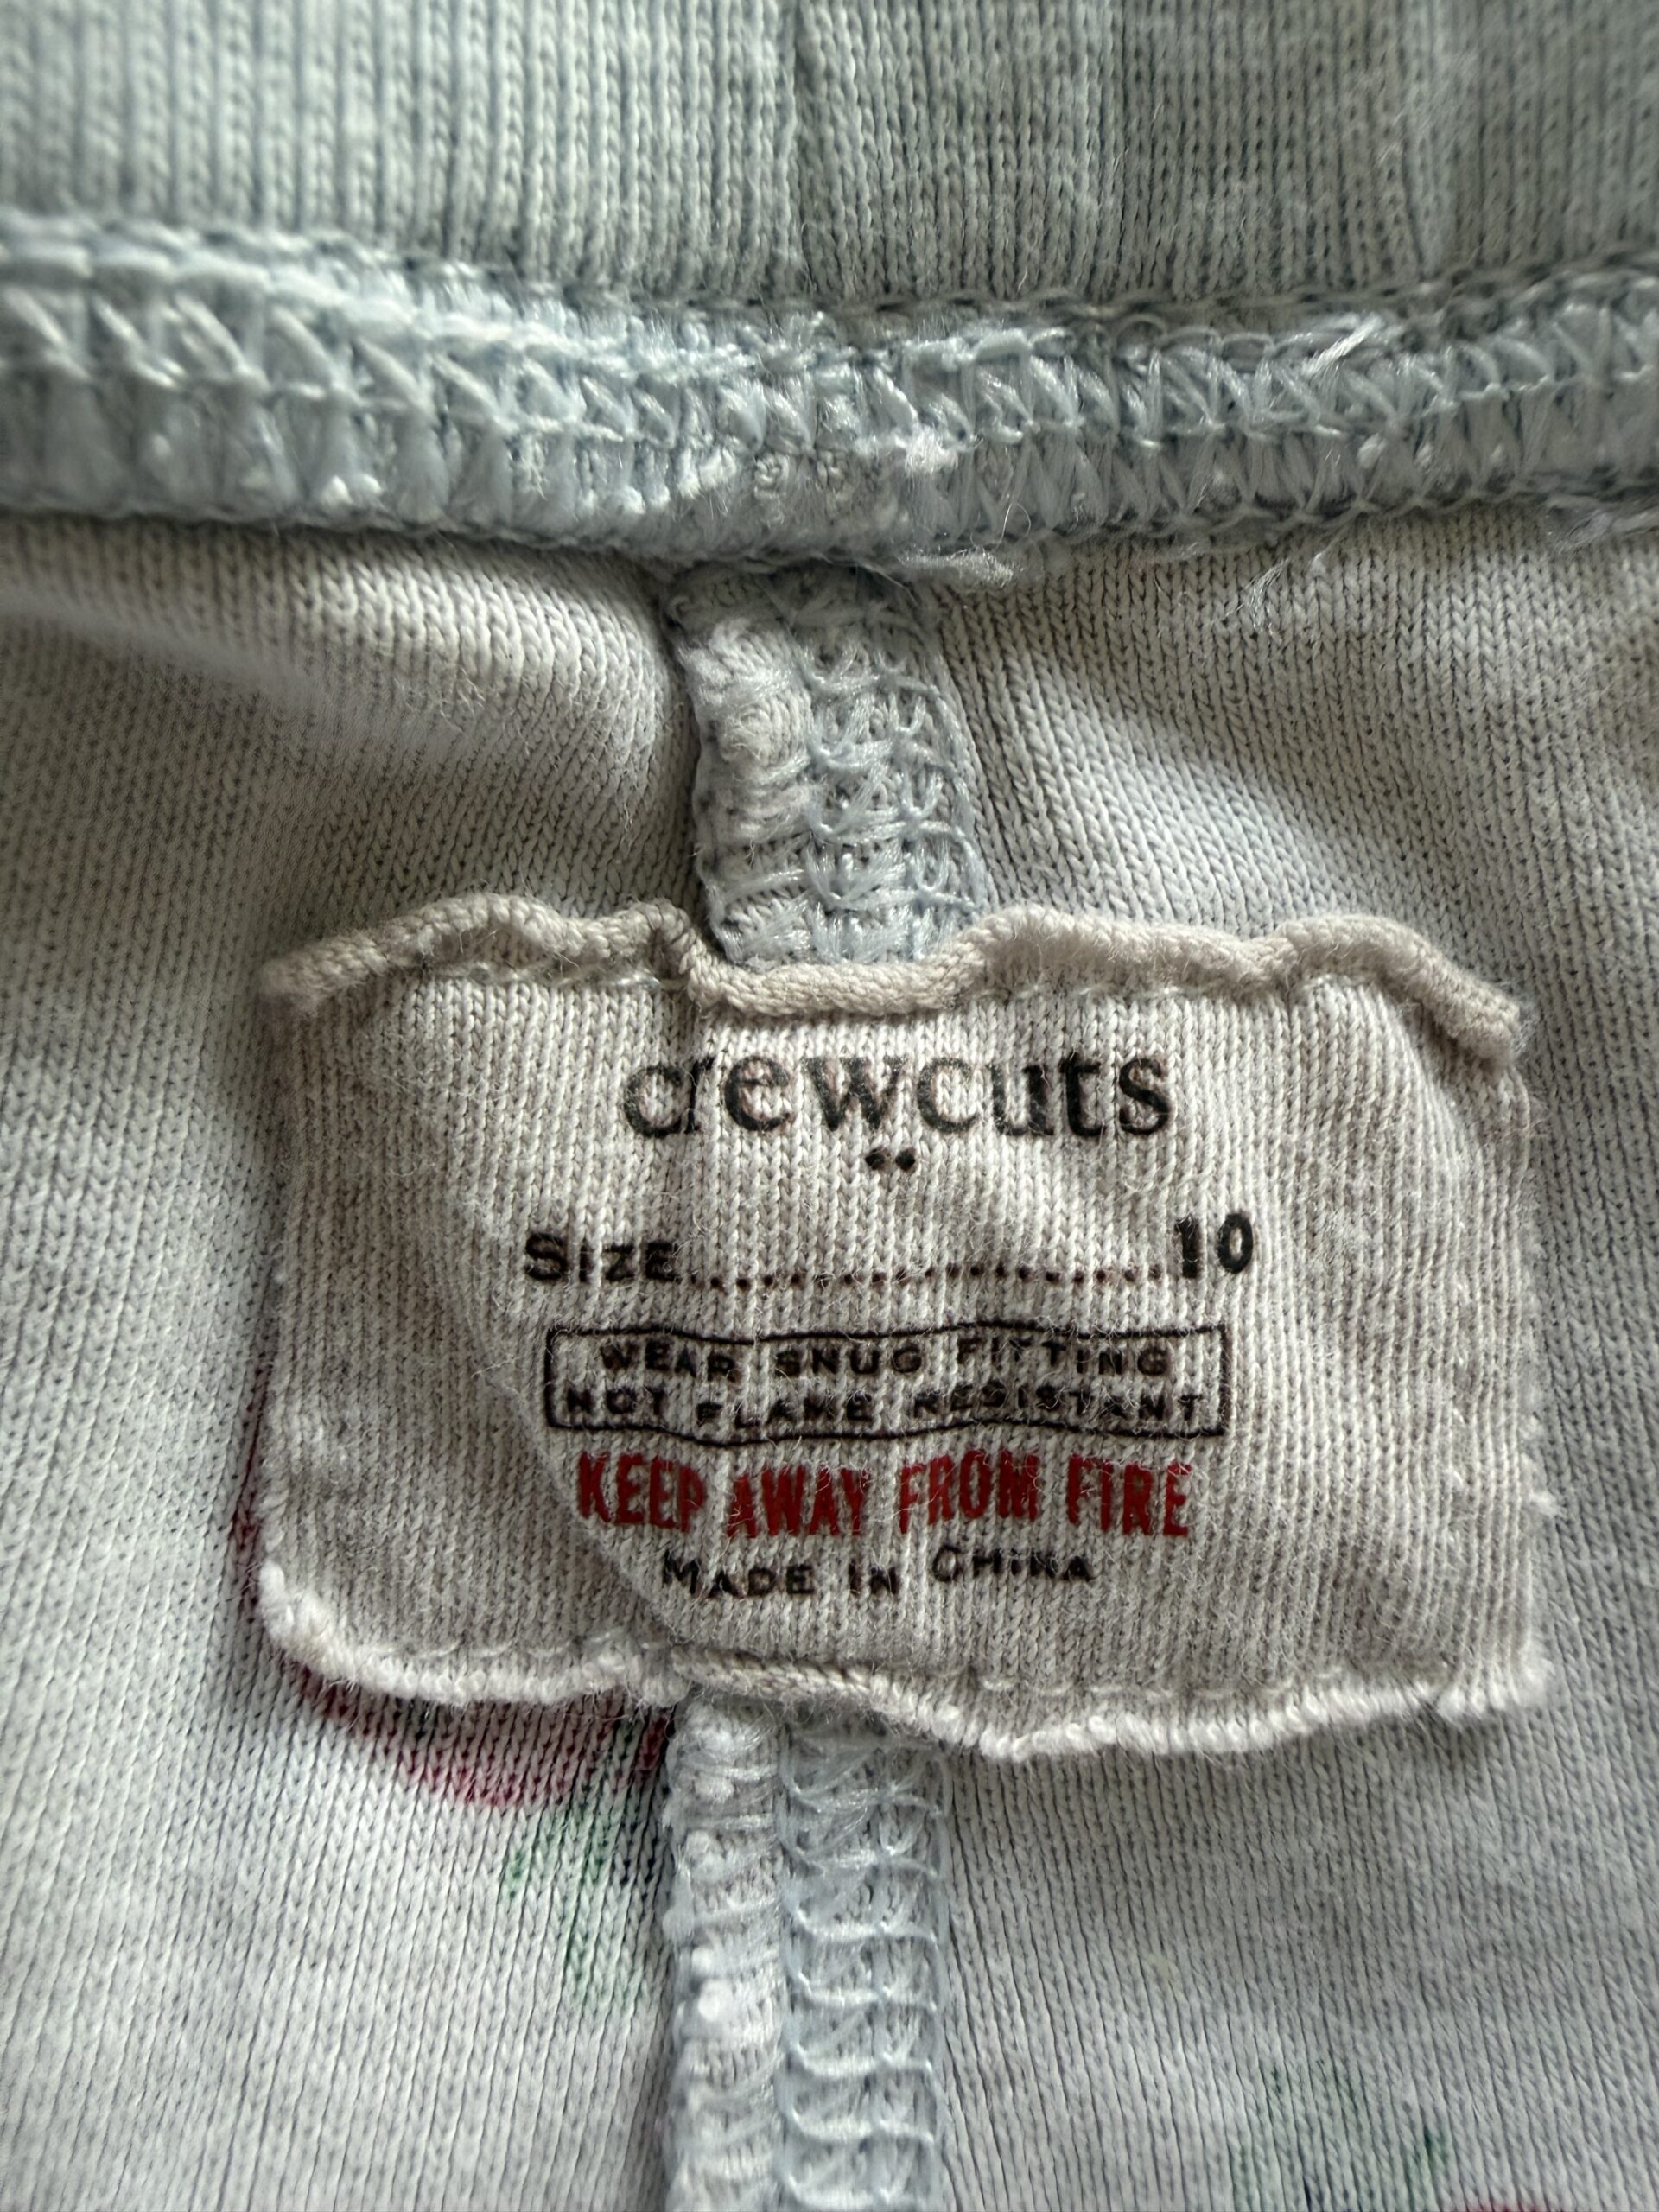 crewcuts
Size....................10
WEAR SNUG FITTING
NOT FLAME RESISTANT
KEEP AWAY FROM FIRE
MADE IN CHINA